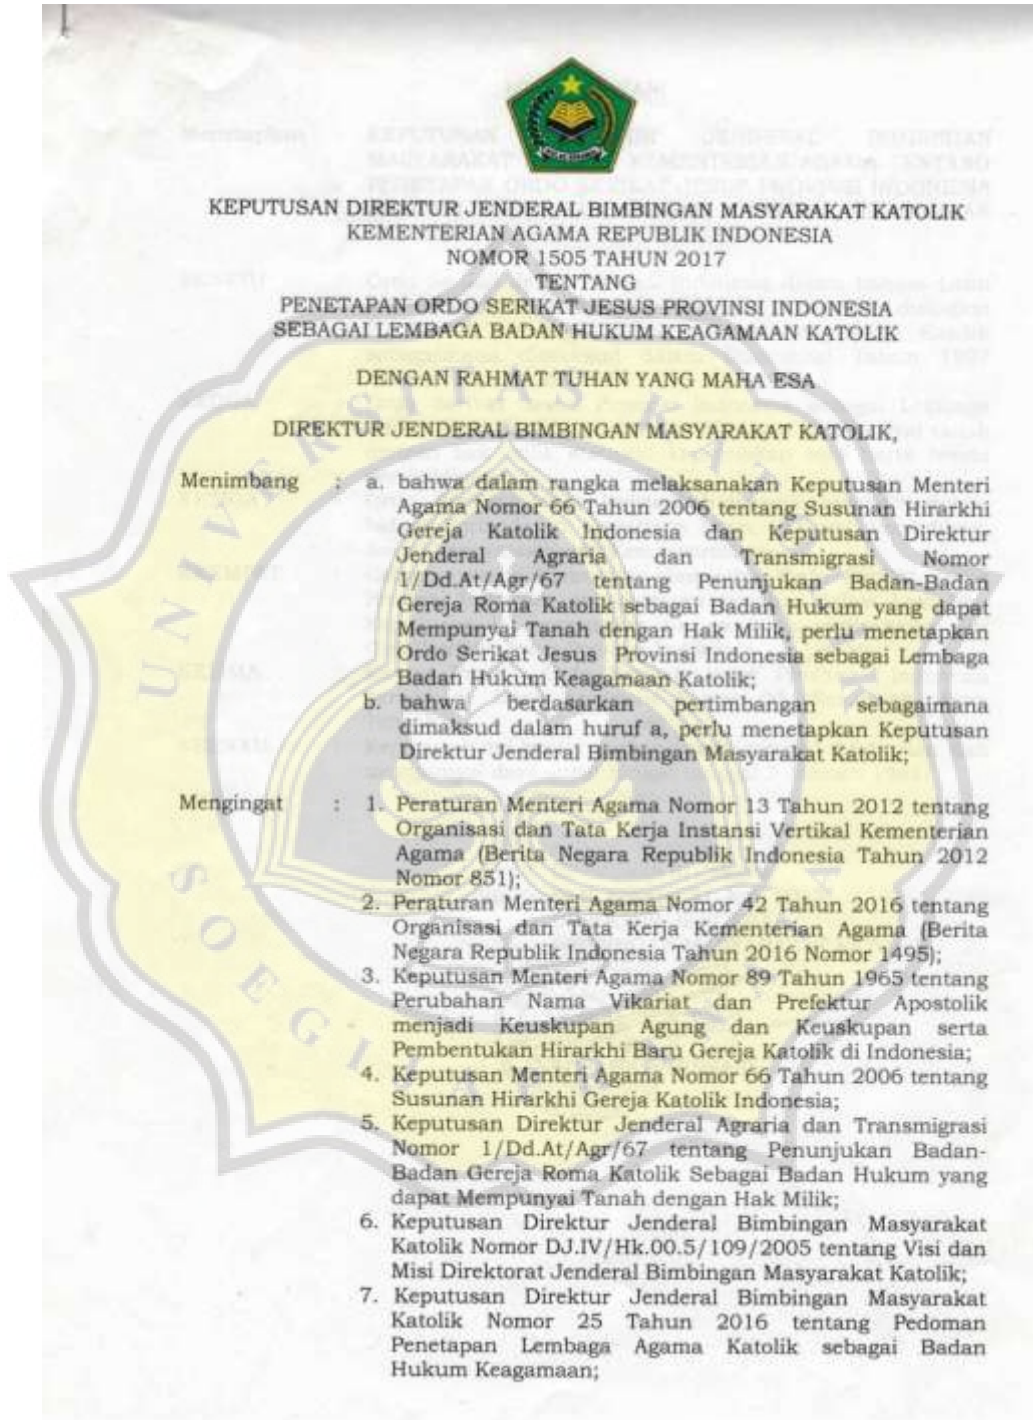 KEPUTUSAN DIREKTUR JENDERAL BIMBINGAN MASYARAKAT KATOLIK
KEMENTERIAN AGAMA REPUBLIK INDONESIA
NOMOR 1505 TAHUN 2017
TENTANG
PENETAPAN ORDO SERIKAT JESUS PROVINSI INDONESIA
SEBAGAI LEMBAGA BADAN HUKUM KEAGAMAAN KATOLIK
DENGAN RAHMAT TUHAN YANG MAHA ESA
DIREKTUR JENDERAL BIMBINGAN MASYARAKAT KATOLIK,
Menimbang : a. bahwa dalam rangka melaksanakan Keputusan Menteri
Agama Nomor 66 Tahun 2006 tentang Susunan Hirarkhi
Gereja Katolik Indonesia dan Keputusan Direktur
Jenderal Agraria dan Transmigrasi Nomor
1/Dd.At/Agr/67 tentang Penunjukan Badan-Badan
Gereja Roma Katolik sebagai Badan Hukum yang dapat
Mempunyai Tanah dengan Hak Milik, perlu menetapkan
Ordo Serikat Jesus Provinsi Indonesia sebagai Lembaga
Badan Hukum Keagamaan Katolik;
b. bahwa berdasarkan pertimbangan sebagaimana
dimaksud dalam huruf a, perlu menetapkan Keputusan
Direktur Jenderal Bimbingan Masyarakat Katolik;
Mengingat : 1. Peraturan Menteri Agama Nomor 13 Tahun 2012 tentang
Organisasi dan Tata Kerja Instansi Vertikal Kementerian
Agama (Berita Negara Republik Indonesia Tahun 2012
Nomor 851);
2. Peraturan Menteri Agama Nomor 42 Tahun 2016 tentang
Organisasi dan Tata Kerja Kementerian Agama (Berita
Negara Republik Indonesia Tahun 2016 Nomor 1495);
3. Keputusan Menteri Agama Nomor 89 Tahun 1965 tentang
Perubahan Nama Vikariat dan Prefektur Apostolik
menjadi Keuskupan Agung dan Keuskupan serta
Pembentukan Hirarkhi Baru Gereja Katolik di Indonesia;
4. Keputusan Menteri Agama Nomor 66 Tahun 2006 tentang
Susunan Hirarkhi Gereja Katolik Indonesia;
5. Keputusan Direktur Jenderal Agraria dan Transmigrasi
Nomor 1/Dd.At/Agr/67 tentang Penunjukan Badan-
Badan Gereja Roma Katolik Sebagai Badan Hukum yang
dapat Mempunyai Tanah dengan Hak Milik;
6. Keputusan Direktur Jenderal Bimbingan Masyarakat
Katolik Nomor DJ.IV/Hk.00.5/109/2005 tentang Visi dan
Misi Direktorat Jenderal Bimbingan Masyarakat Katolik;
7. Keputusan Direktur Jenderal Bimbingan Masyarakat
Katolik Nomor 25 Tahun 2016 tentang Pedoman
Penetapan Lembaga Agama Katolik sebagai Badan
Hukum Keagamaan;
UNIVERSITAS KATOLIK